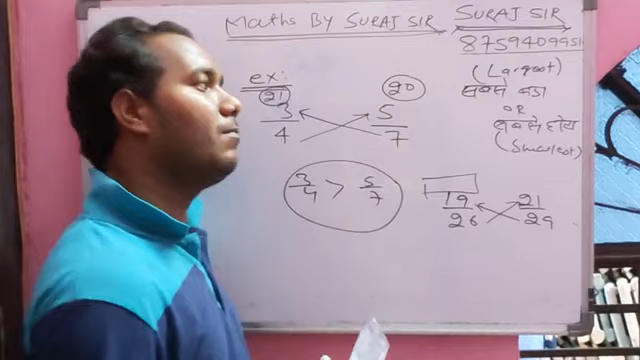 Maths By SURAJ SIR
SURAJ SIR
8759409951
ex:
21
20
3/4 5/7
3/4 > 5/7
(Largest)
सबसे बड़ा
OR
सबसे छोटा
(Smallest)
19/26 21/29